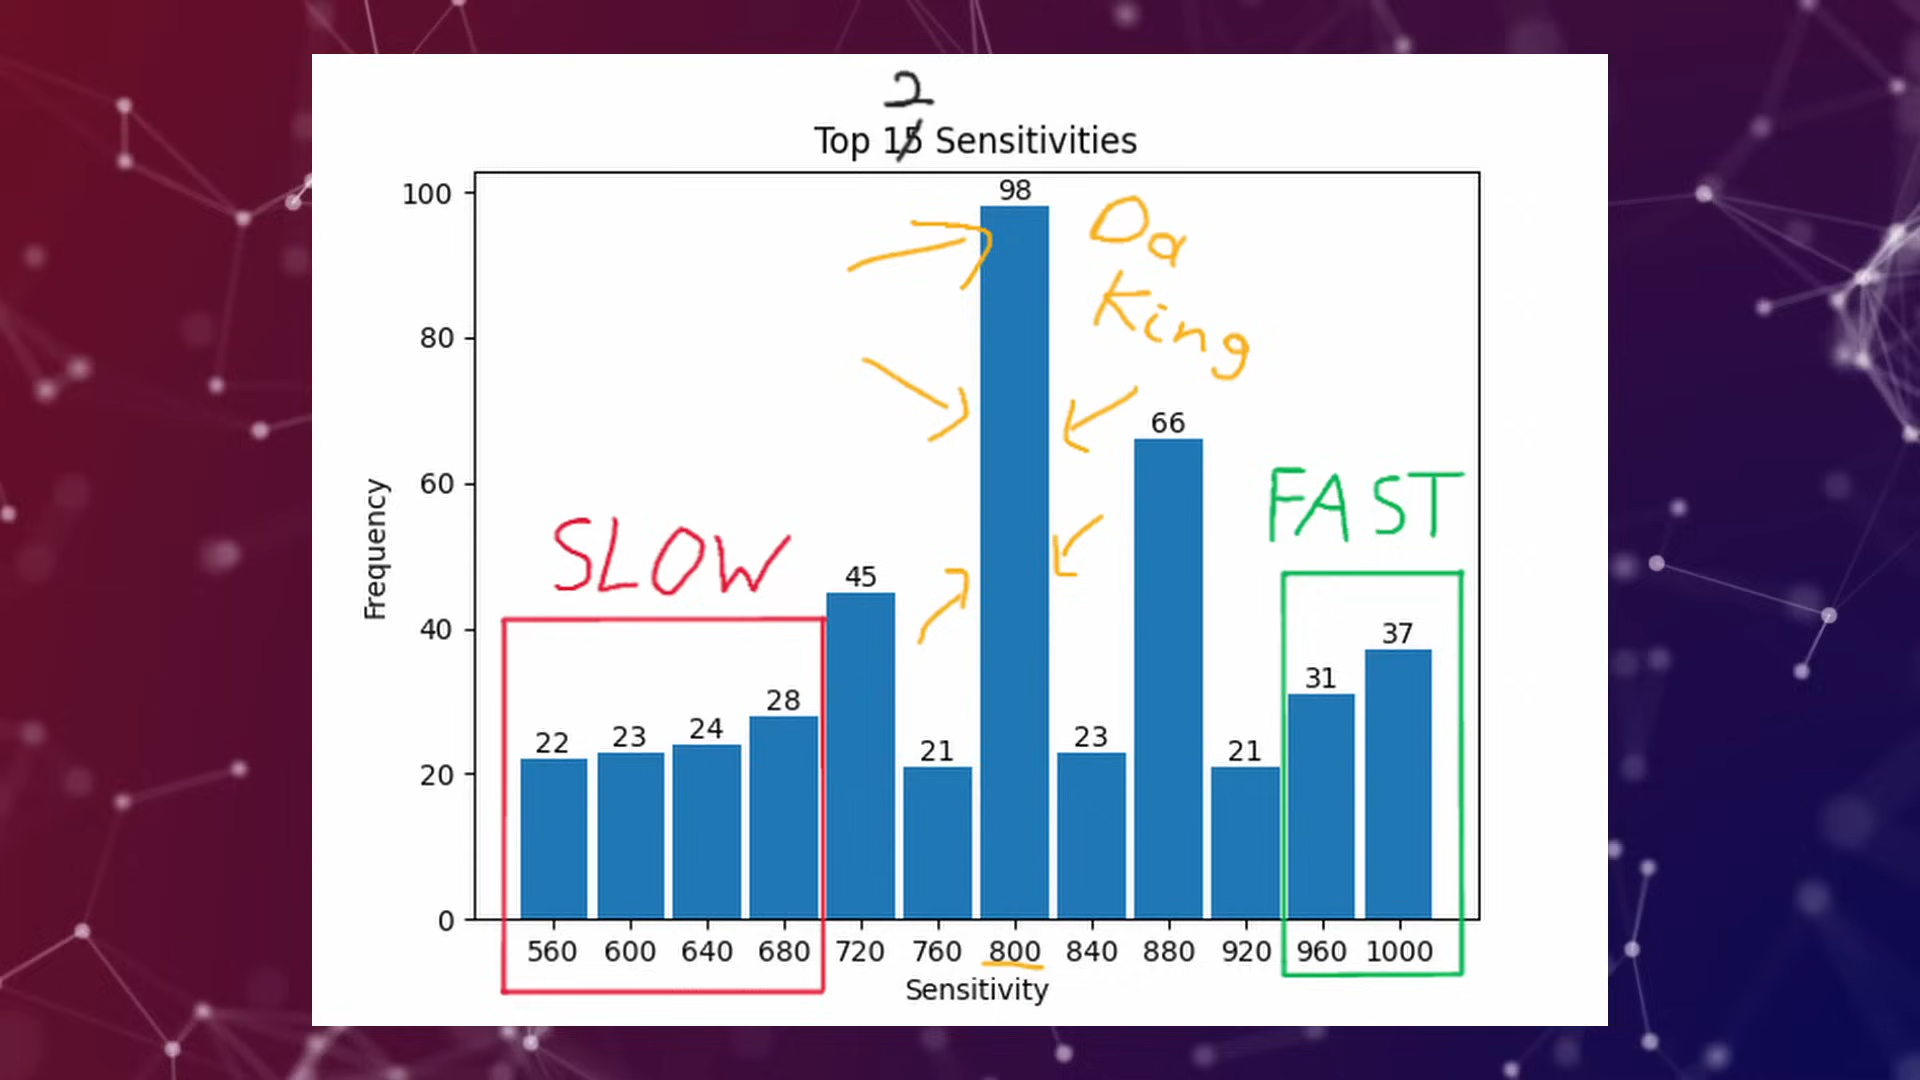 2
Top 15 Sensitivities
100
98
Da
King
80
66
60
FAST
SLOW
45
Frequency
40
37
31
28
24
23
22
21
23
21
20
0
560 600 640 680 720 760 800 840 880 920 960 1000
Sensitivity